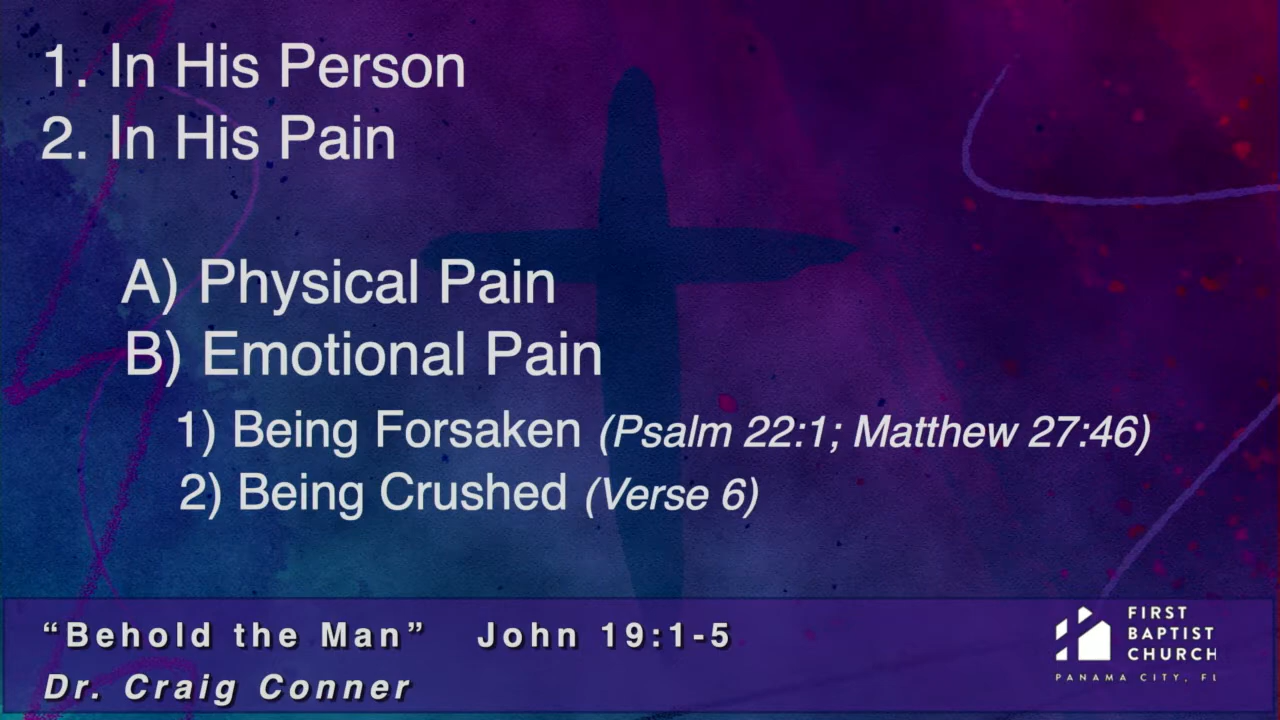 1. In His Person
2. In His Pain
A) Physical Pain
B) Emotional Pain
1) Being Forsaken (Psalm 22:1; Matthew 27:46)
2) Being Crushed (Verse 6)
“Behold the Man” John 19:1-5
Dr. Craig Conner
FIRST
BAPTIST
CHURCH
PANAMA CITY, FL